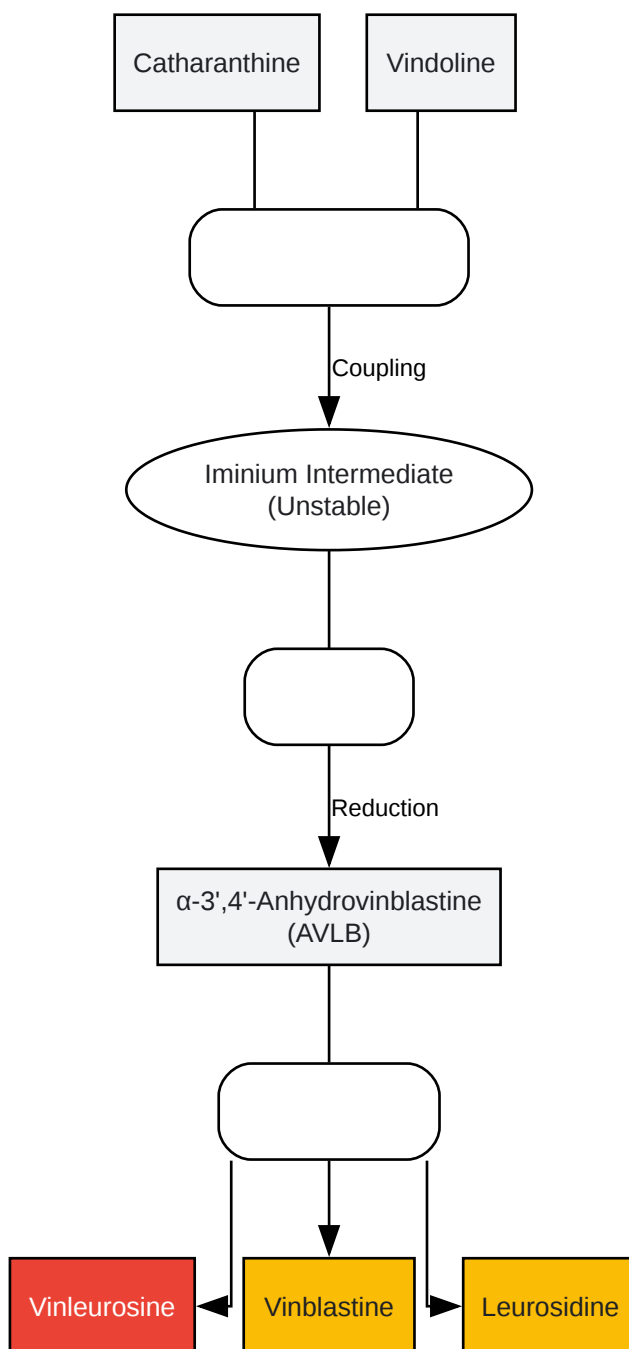 Catharanthine
Vindoline
Coupling
Iminium Intermediate
(Unstable)
Reduction
α-3',4'-Anhydrovinblastine
(AVLB)
Vinleurosine
Vinblastine
Leurosidine